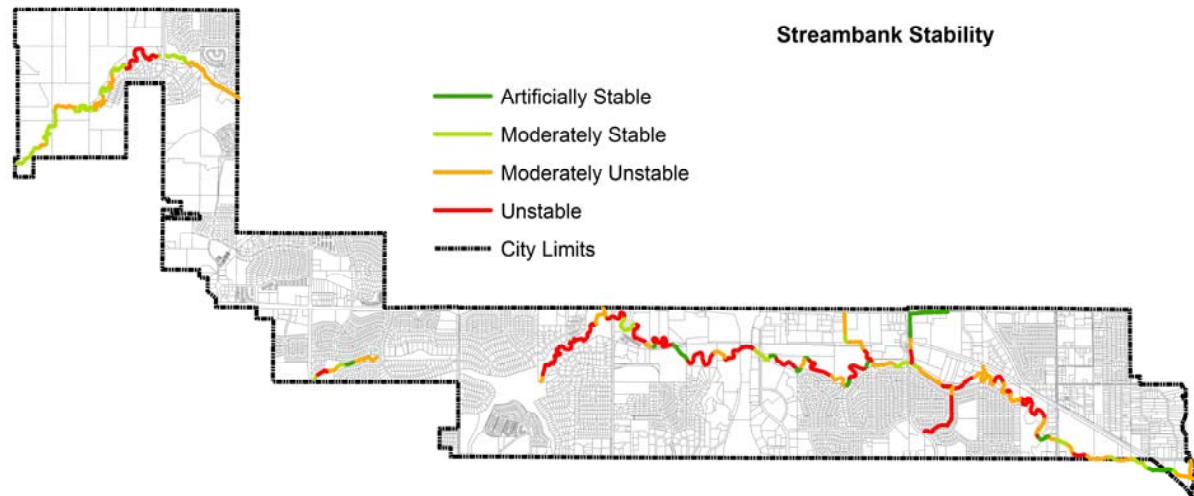 Streambank Stability
Artificially Stable
Moderately Stable
Moderately Unstable
Unstable
City Limits